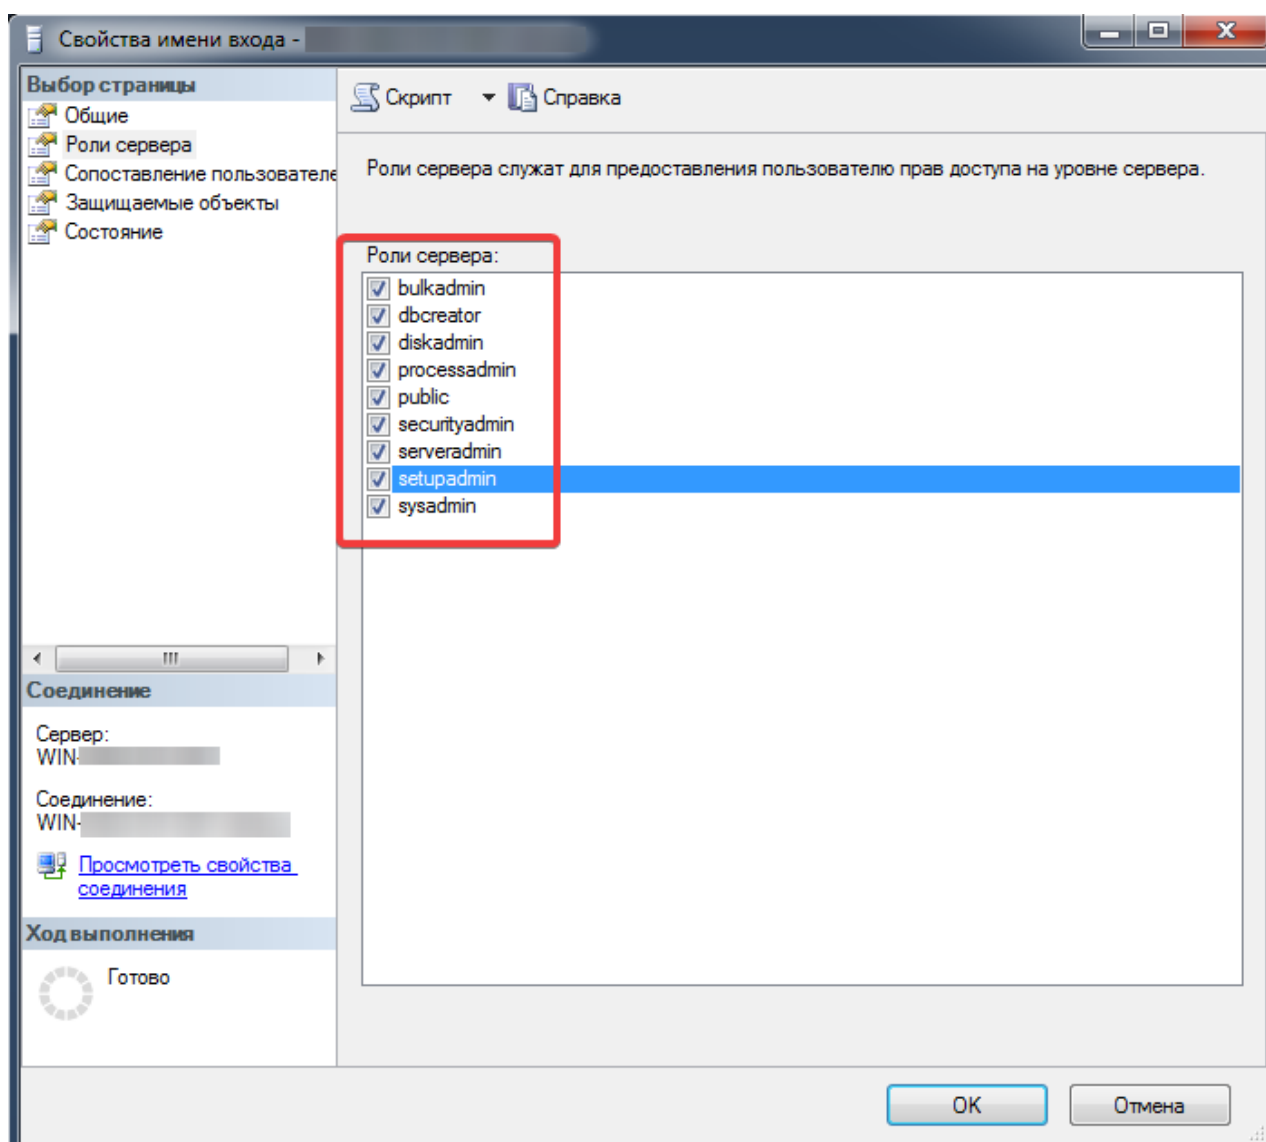 Свойства имени входа -
Выбор страницы
Общие
Роли сервера
Сопоставление пользователе
Защищаемые объекты
Состояние
Скрипт
Справка
Роли сервера служат для предоставления пользователю прав доступа на уровне сервера.
Роли сервера:
bulkadmin
dbcreator
diskadmin
processadmin
public
securityadmin
serveradmin
setupadmin
sysadmin
Соединение
Сервер:
WIN-
Соединение:
WIN-
Просмотреть свойства
соединения
Ход выполнения
Готово
OK
Отмена